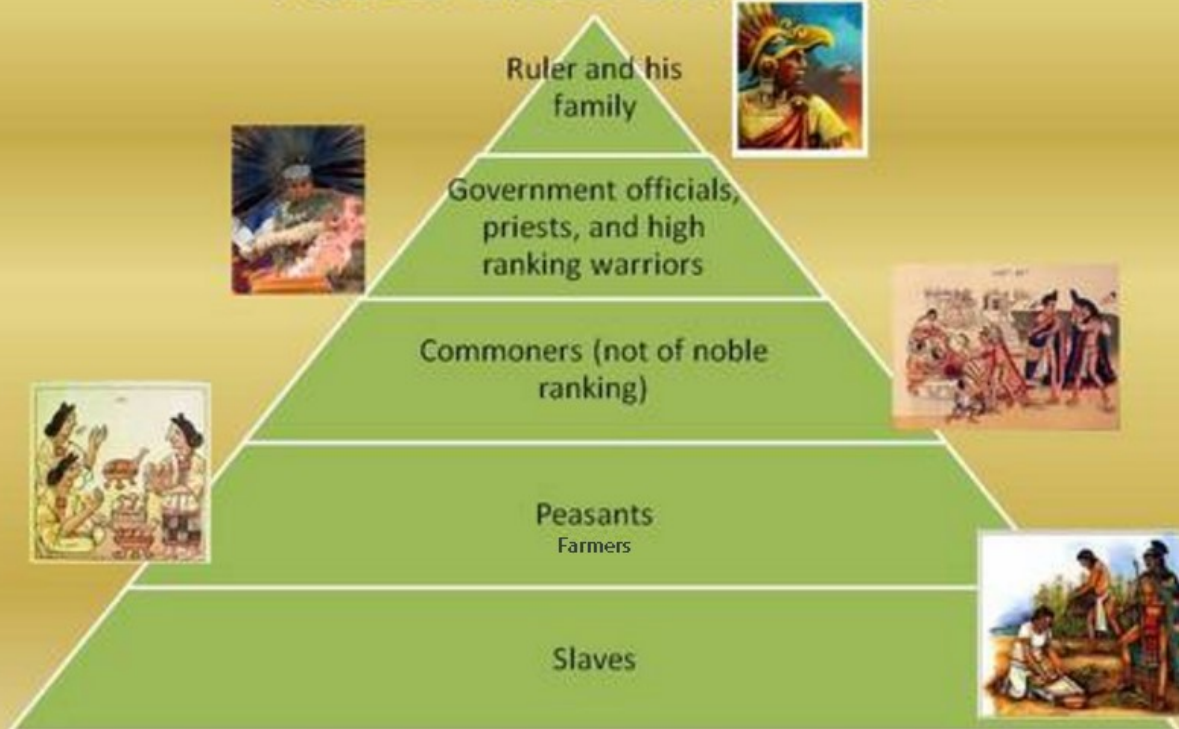 Ruler and his
family
Government officials,
priests, and high
ranking warriors
Commoners (not of noble
ranking)
Peasants
Farmers
Slaves